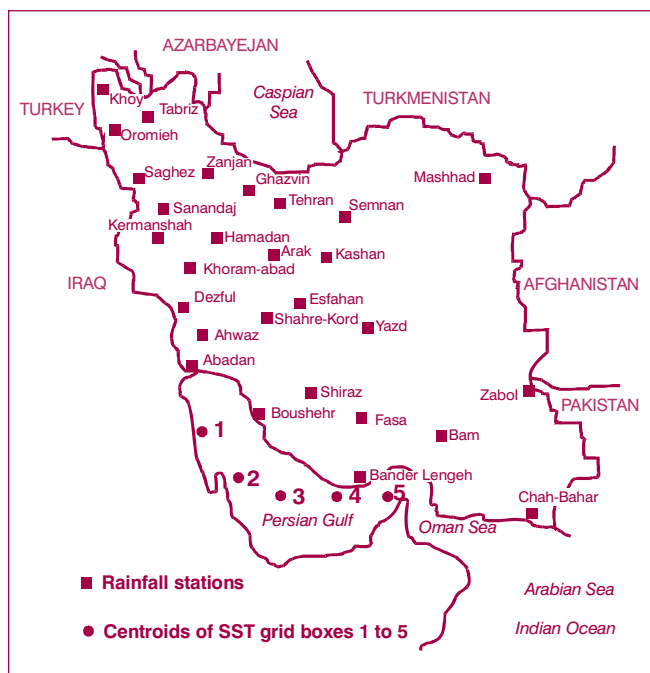 AZARBAYEJAN
Caspian
Sea
TURKMENISTAN
TURKEY
Khoy
Tabriz
Oromieh
Saghez
Zanjan
Ghazvin
Mashhad
Sanandaj
Tehran
Semnan
Kermanshah
Hamadan
Arak
Kashan
Khoram-abad
IRAQ
AFGHANISTAN
Dezful
Esfahan
Shahre-Kord
Yazd
Ahwaz
Abadan
Shiraz
Zabol
PAKISTAN
Boushehr
Fasa
1
Bam
Bander Lengeh
2
3
4
5
Chah-Bahar
Persian Gulf
Oman Sea
Rainfall stations
Arabian Sea
Centroids of SST grid boxes 1 to 5
Indian Ocean